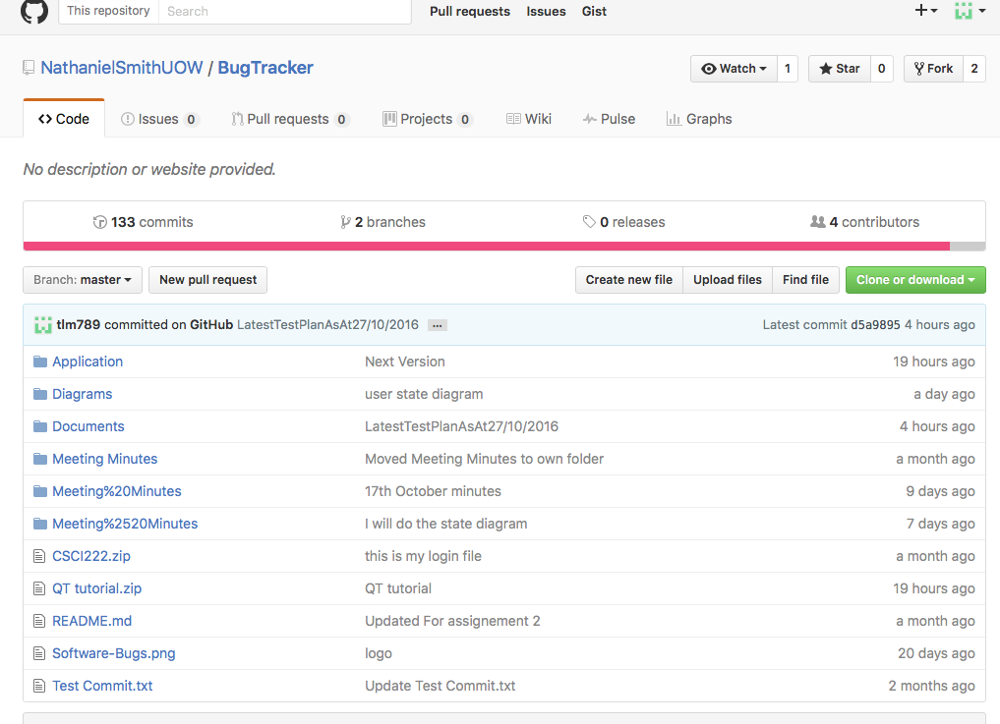 This repository Search Pull requests Issues Gist
NathanielSmithUOW / BugTracker Watch 1 Star 0 Fork 2
Code Issues 0 Pull requests 0 Projects 0 Wiki Pulse Graphs
No description or website provided.
133 commits 2 branches 0 releases 4 contributors
Branch: master New pull request Create new file Upload files Find file Clone or download
tlm789 committed on GitHub LatestTestPlanAsAt27/10/2016 … Latest commit d5a9895 4 hours ago
Application Next Version 19 hours ago
Diagrams user state diagram a day ago
Documents LatestTestPlanAsAt27/10/2016 4 hours ago
Meeting Minutes Moved Meeting Minutes to own folder a month ago
Meeting%20Minutes 17th October minutes 9 days ago
Meeting%2520Minutes I will do the state diagram 7 days ago
CSCI222.zip this is my login file a month ago
QT tutorial.zip QT tutorial 19 hours ago
README.md Updated For assignement 2 a month ago
Software-Bugs.png logo 20 days ago
Test Commit.txt Update Test Commit.txt 2 months ago